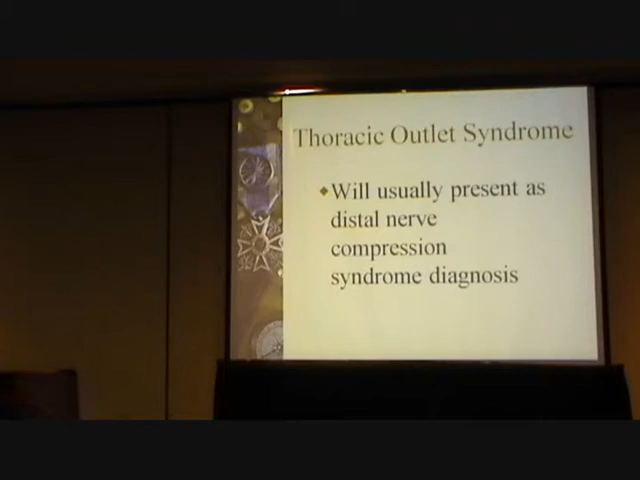 Thoracic Outlet Syndrome
Will usually present as
distal nerve
compression
syndrome diagnosis